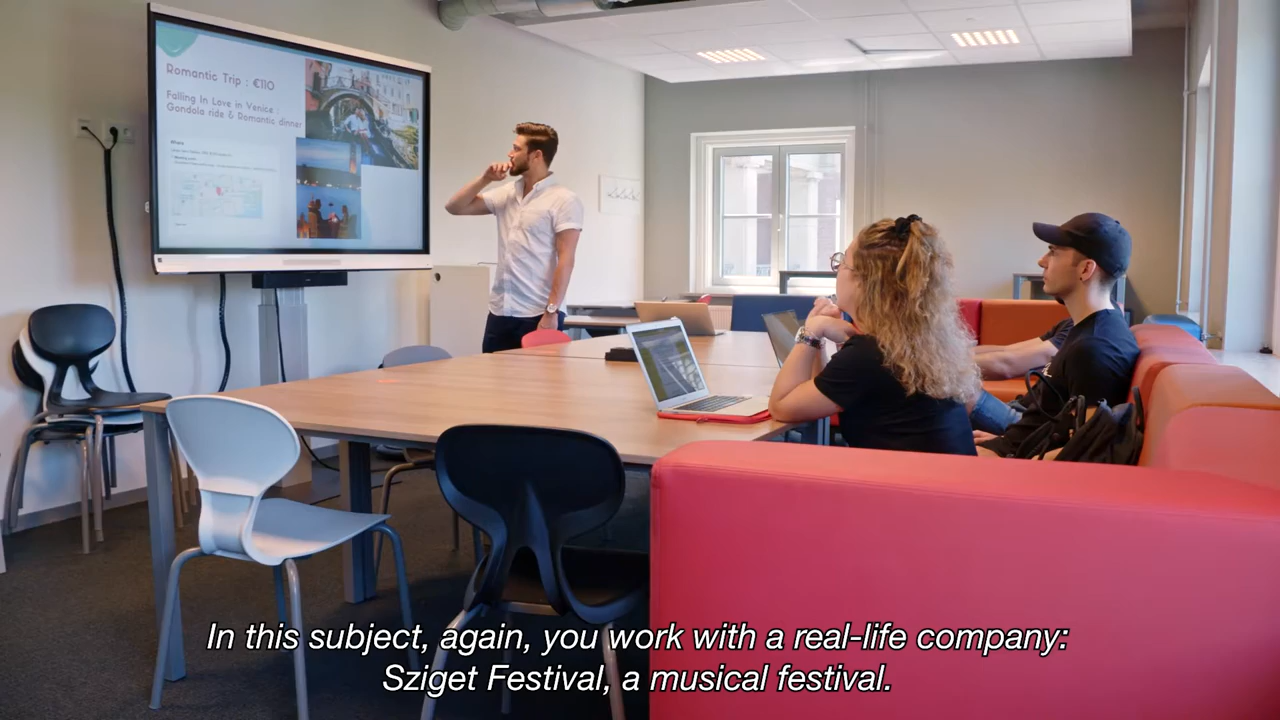 Romantic Trip : €110
Falling In Love in Venice :
Gondola ride & Romantic dinner
In this subject, again, you work with a real-life company:
Sziget Festival, a musical festival.